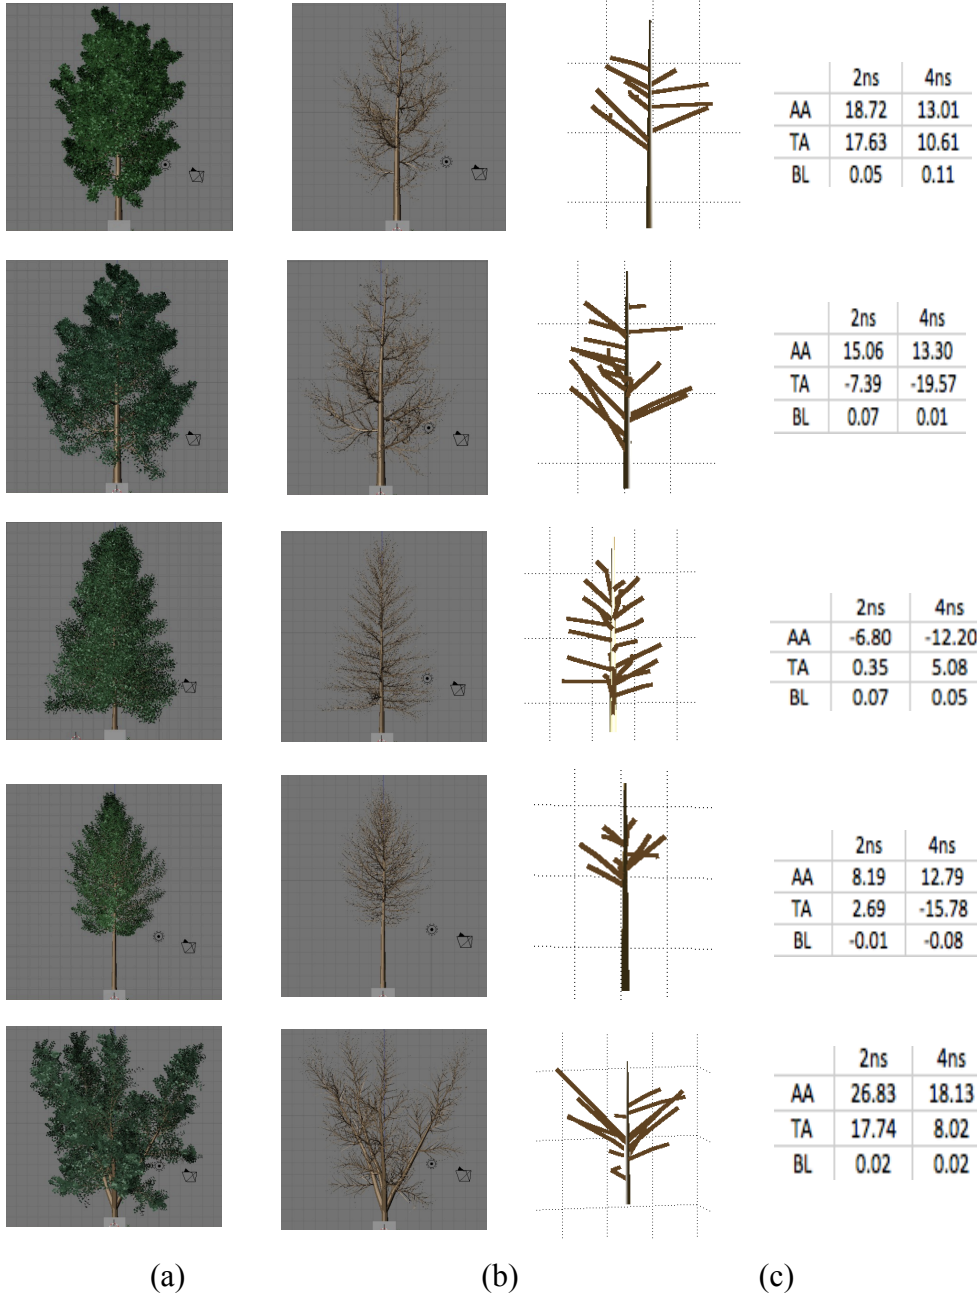 2ns 4ns
AA 18.72 13.01
TA 17.63 10.61
BL 0.05 0.11
2ns 4ns
AA 15.06 13.30
TA -7.39 -19.57
BL 0.07 0.01
2ns 4ns
AA -6.80 -12.20
TA 0.35 5.08
BL 0.07 0.05
2ns 4ns
AA 8.19 12.79
TA 2.69 -15.78
BL -0.01 -0.08
2ns 4ns
AA 26.83 18.13
TA 17.74 8.02
BL 0.02 0.02
(a) (b) (c)